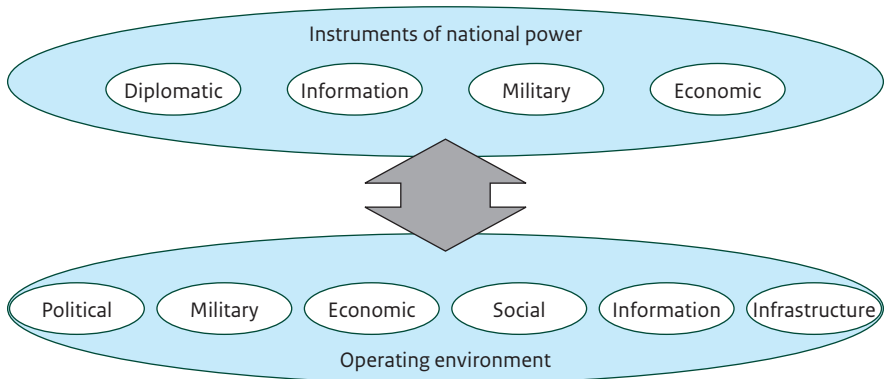 Instruments of national power
Diplomatic Information Military Economic
Political Military Economic Social Information Infrastructure
Operating environment